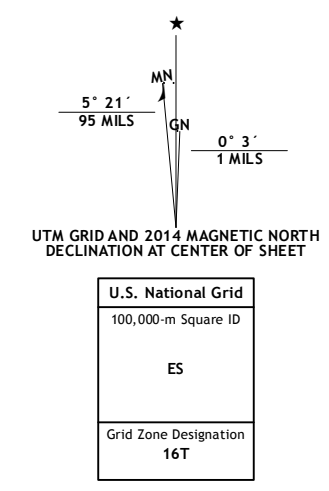 ★
MN
5° 21´
95 MILS
GN
0° 3´
1 MILS
UTM GRID AND 2014 MAGNETIC NORTH
DECLINATION AT CENTER OF SHEET
U.S. National Grid
100,000-m Square ID
ES
Grid Zone Designation
16T